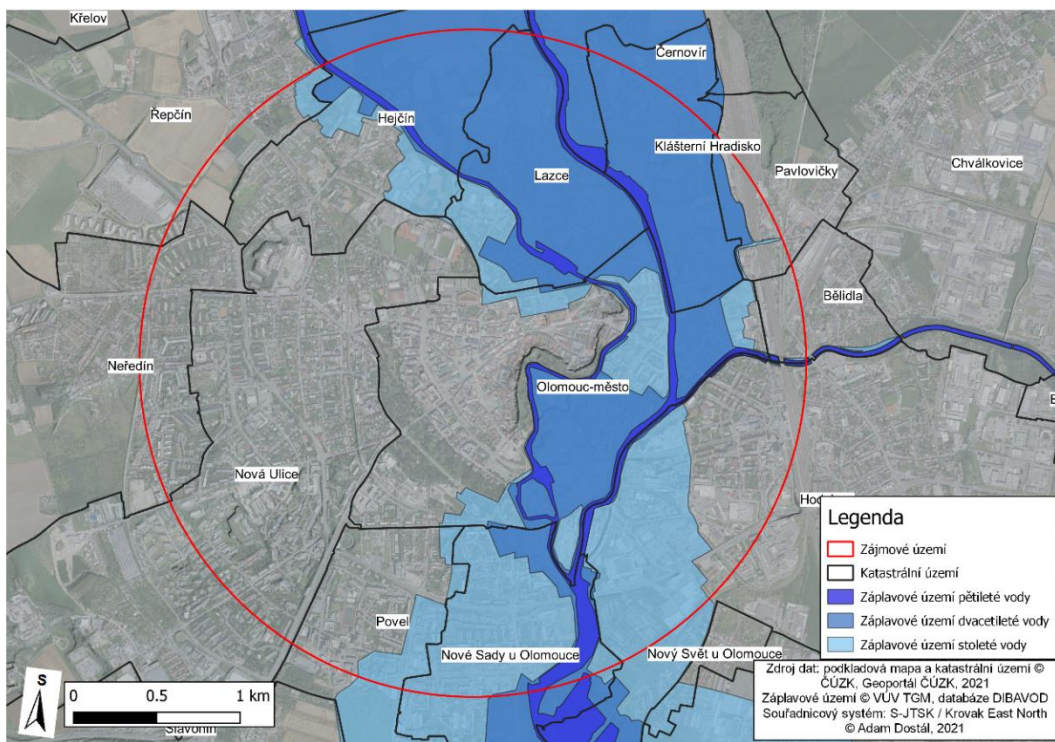 Křelov
Černovír
Řepčín
Hejčín
Klášterní Hradisko
Chválkovice
Lazce
Pavlovičky
Bělidla
Neředín
Olomouc-město
Nová Ulice
Povel
Nové Sady u Olomouce
Nový Svět u Olomouce
Slavonín
S
0 0.5 1 km
Legenda
Zájmové území
Katastrální území
Záplavové území pětileté vody
Záplavové území dvacetileté vody
Záplavové území stoleté vody
Zdroj dat: podkladová mapa a katastrální území ©
ČÚZK, Geoportál ČÚZK, 2021
Záplavové území © VÚV TGM, databáze DIBAVOD
Souřadnicový systém: S-JTSK / Krovak East North
© Adam Dostál, 2021